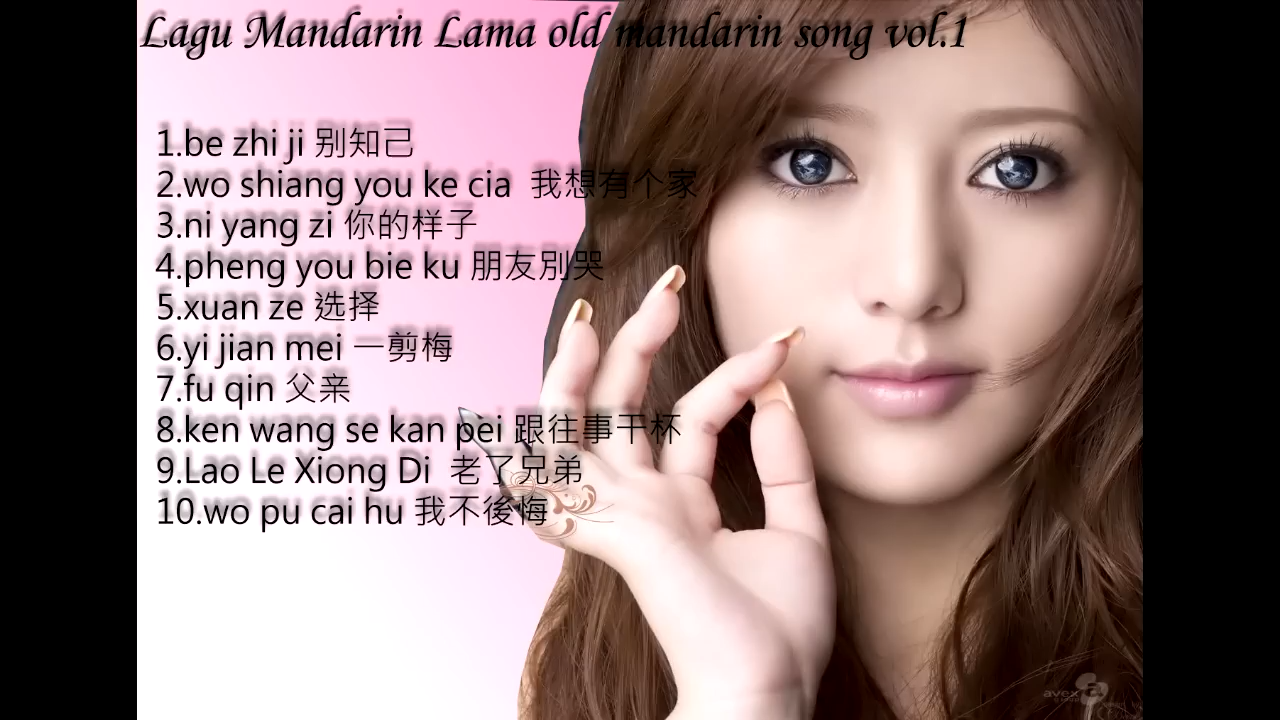 Lagu Mandarin Lama old mandarin song vol.1
1.be zhi ji 别知己
2.wo shiang you ke cia 我想有个家
3.ni yang zi 你的样子
4.pheng you bie ku 朋友別哭
5.xuan ze 选择
6.yi jian mei 一剪梅
7.fu qin 父亲
8.ken wang se kan pei 跟往事干杯
9.Lao Le Xiong Di 老了兄弟
10.wo pu cai hu 我不後悔
avex